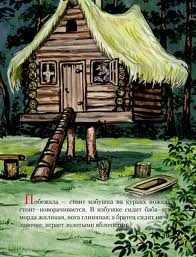 Побежала — стоит избушка на курьих ножках,
стоит-поворачивается. В избушке сидит баба-яга,
морда жилиная, нога глиняная; а братец сидит на
лавочке, играет золотыми яблочками.